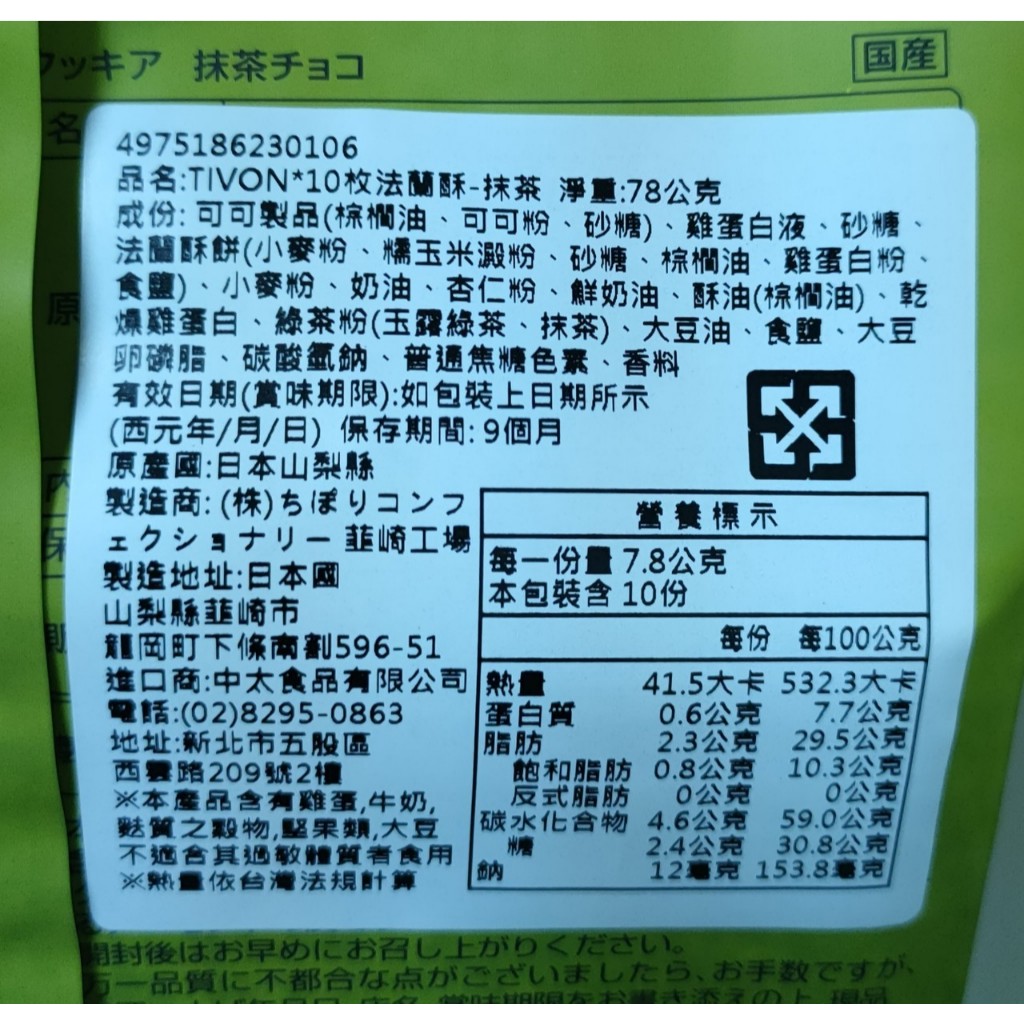 クッキア 抹茶チョコ
国産
名
4975186230106
品名:TIVON*10枚法蘭酥-抹茶 淨重:78公克
成份: 可可製品(棕櫚油、可可粉、砂糖)、雞蛋白液、砂糖、
法蘭酥餅(小麥粉、糯玉米澱粉、砂糖、棕櫚油、雞蛋白粉、
食鹽)、小麥粉、奶油、杏仁粉、鮮奶油、酥油(棕櫚油)、乾
燥雞蛋白、綠茶粉(玉露綠茶、抹茶)、大豆油、食鹽、大豆
卵磷脂、碳酸氫鈉、普通焦糖色素、香料
有效日期(賞味期限):如包裝上日期所示
(西元年/月/日) 保存期間: 9個月
原產國:日本山梨縣
製造商: (株)ちぼりコンフ
ェクショナリー 韮崎工場
製造地址:日本國
山梨縣韮崎市
龍岡町下條南割596-51
進口商:中太食品有限公司
電話:(02)8295-0863
地址:新北市五股區
西雲路209號2樓
※本產品含有雞蛋,牛奶,
麩質之穀物,堅果類,大豆
不適合其過敏體質者食用
※熱量依台灣法規計算
營養標示
每一份量 7.8公克
本包裝含 10份
每份 每100公克
熱量 41.5大卡 532.3大卡
蛋白質 0.6公克 7.7公克
脂肪 2.3公克 29.5公克
飽和脂肪 0.8公克 10.3公克
反式脂肪 0公克 0公克
碳水化合物 4.6公克 59.0公克
糖 2.4公克 30.8公克
鈉 12毫克 153.8毫克
原
開封後はお早めにお召し上がりください。
万一品質に不都合な点がございましたら、お手数ですが、